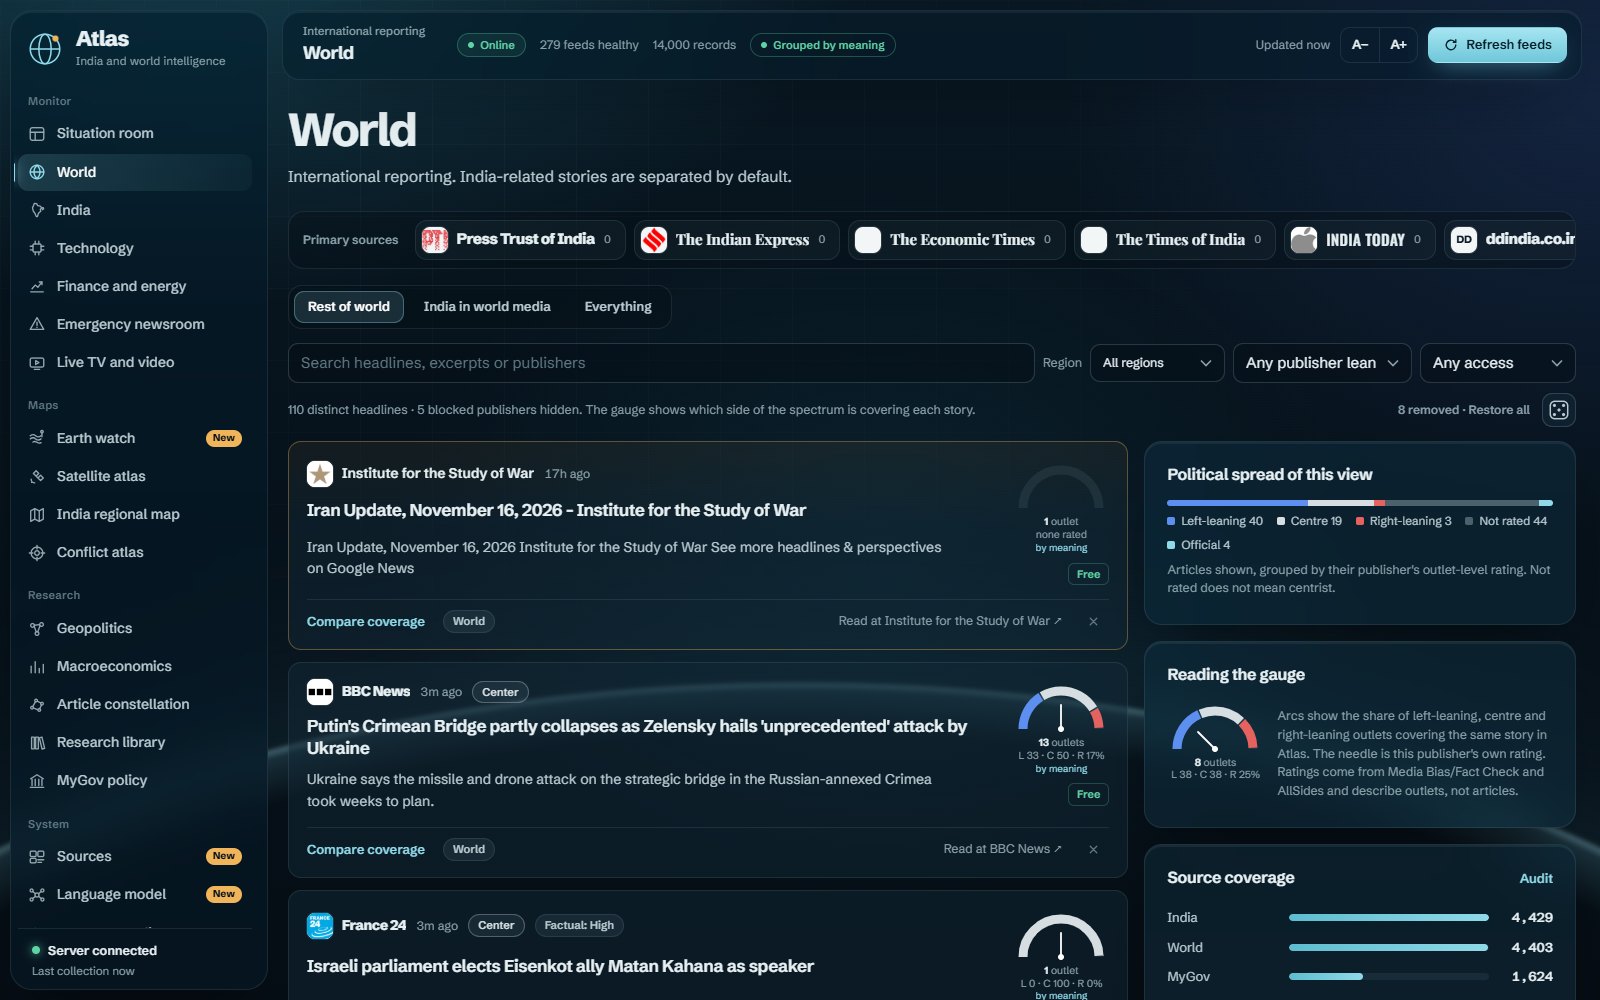 Atlas
India and world intelligence
Monitor
Situation room
World
India
Technology
Finance and energy
Emergency newsroom
Live TV and video
Maps
Earth watch New
Satellite atlas
India regional map
Conflict atlas
Research
Geopolitics
Macroeconomics
Article constellation
Research library
MyGov policy
System
Sources New
Language model New
Server connected
Last collection now
International reporting
World
Online
279 feeds healthy
14,000 records
Grouped by meaning
Updated now
A−
A+
Refresh feeds
World
International reporting. India-related stories are separated by default.
Primary sources
PTI Press Trust of India 0
The Indian Express 0
The Economic Times 0
The Times of India 0
INDIA TODAY 0
DD ddindia.co.in
Rest of world
India in world media
Everything
Search headlines, excerpts or publishers
Region
All regions
Any publisher lean
Any access
110 distinct headlines · 5 blocked publishers hidden. The gauge shows which side of the spectrum is covering each story.
8 removed · Restore all
Institute for the Study of War 17h ago
Iran Update, November 16, 2026 - Institute for the Study of War
Iran Update, November 16, 2026 Institute for the Study of War See more headlines & perspectives
on Google News
1 outlet
none rated
by meaning
Free
Compare coverage
World
Read at Institute for the Study of War ↗
×
BBC News 3m ago Center
Putin's Crimean Bridge partly collapses as Zelensky hails 'unprecedented' attack by
Ukraine
Ukraine says the missile and drone attack on the strategic bridge in the Russian-annexed Crimea
took weeks to plan.
13 outlets
L 33 · C 50 · R 17%
by meaning
Free
Compare coverage
World
Read at BBC News ↗
×
FRANCE 24 France 24 3m ago Center Factual: High
Israeli parliament elects Eisenkot ally Matan Kahana as speaker
1 outlet
L 0 · C 100 · R 0%
by meaning
Political spread of this view
Left-leaning 40 Centre 19 Right-leaning 3 Not rated 44
Official 4
Articles shown, grouped by their publisher's outlet-level rating. Not
rated does not mean centrist.
Reading the gauge
8 outlets
L 38 · C 38 · R 25%
Arcs show the share of left-leaning, centre and
right-leaning outlets covering the same story in
Atlas. The needle is this publisher's own rating.
Ratings come from Media Bias/Fact Check and
AllSides and describe outlets, not articles.
Source coverage
Audit
India 4,429
World 4,403
MyGov 1,624